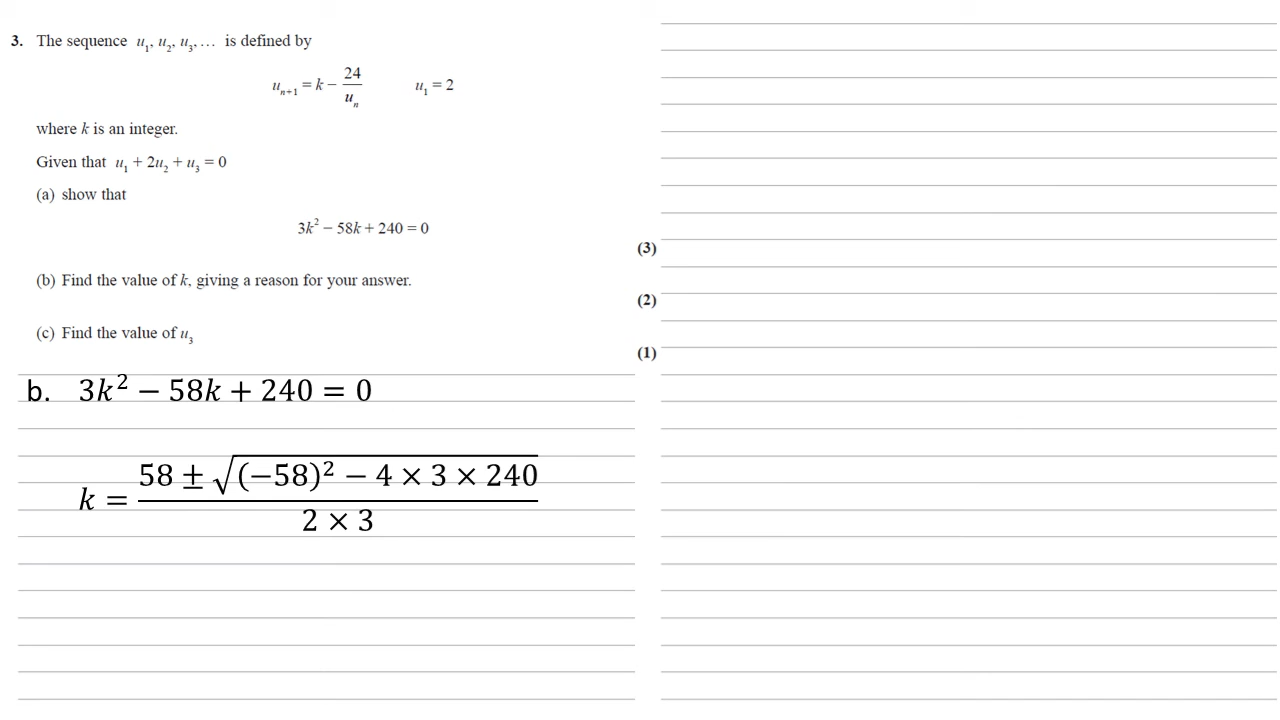 3. The sequence u₁, u₂, u₃, … is defined by
uₙ₊₁ = k − 24/uₙ u₁ = 2
where k is an integer.
Given that u₁ + 2u₂ + u₃ = 0
(a) show that
3k² − 58k + 240 = 0
(3)
(b) Find the value of k, giving a reason for your answer.
(2)
(c) Find the value of u₃
(1)
b. 3k² − 58k + 240 = 0
k = (58 ± √((−58)² − 4 × 3 × 240))/(2 × 3)